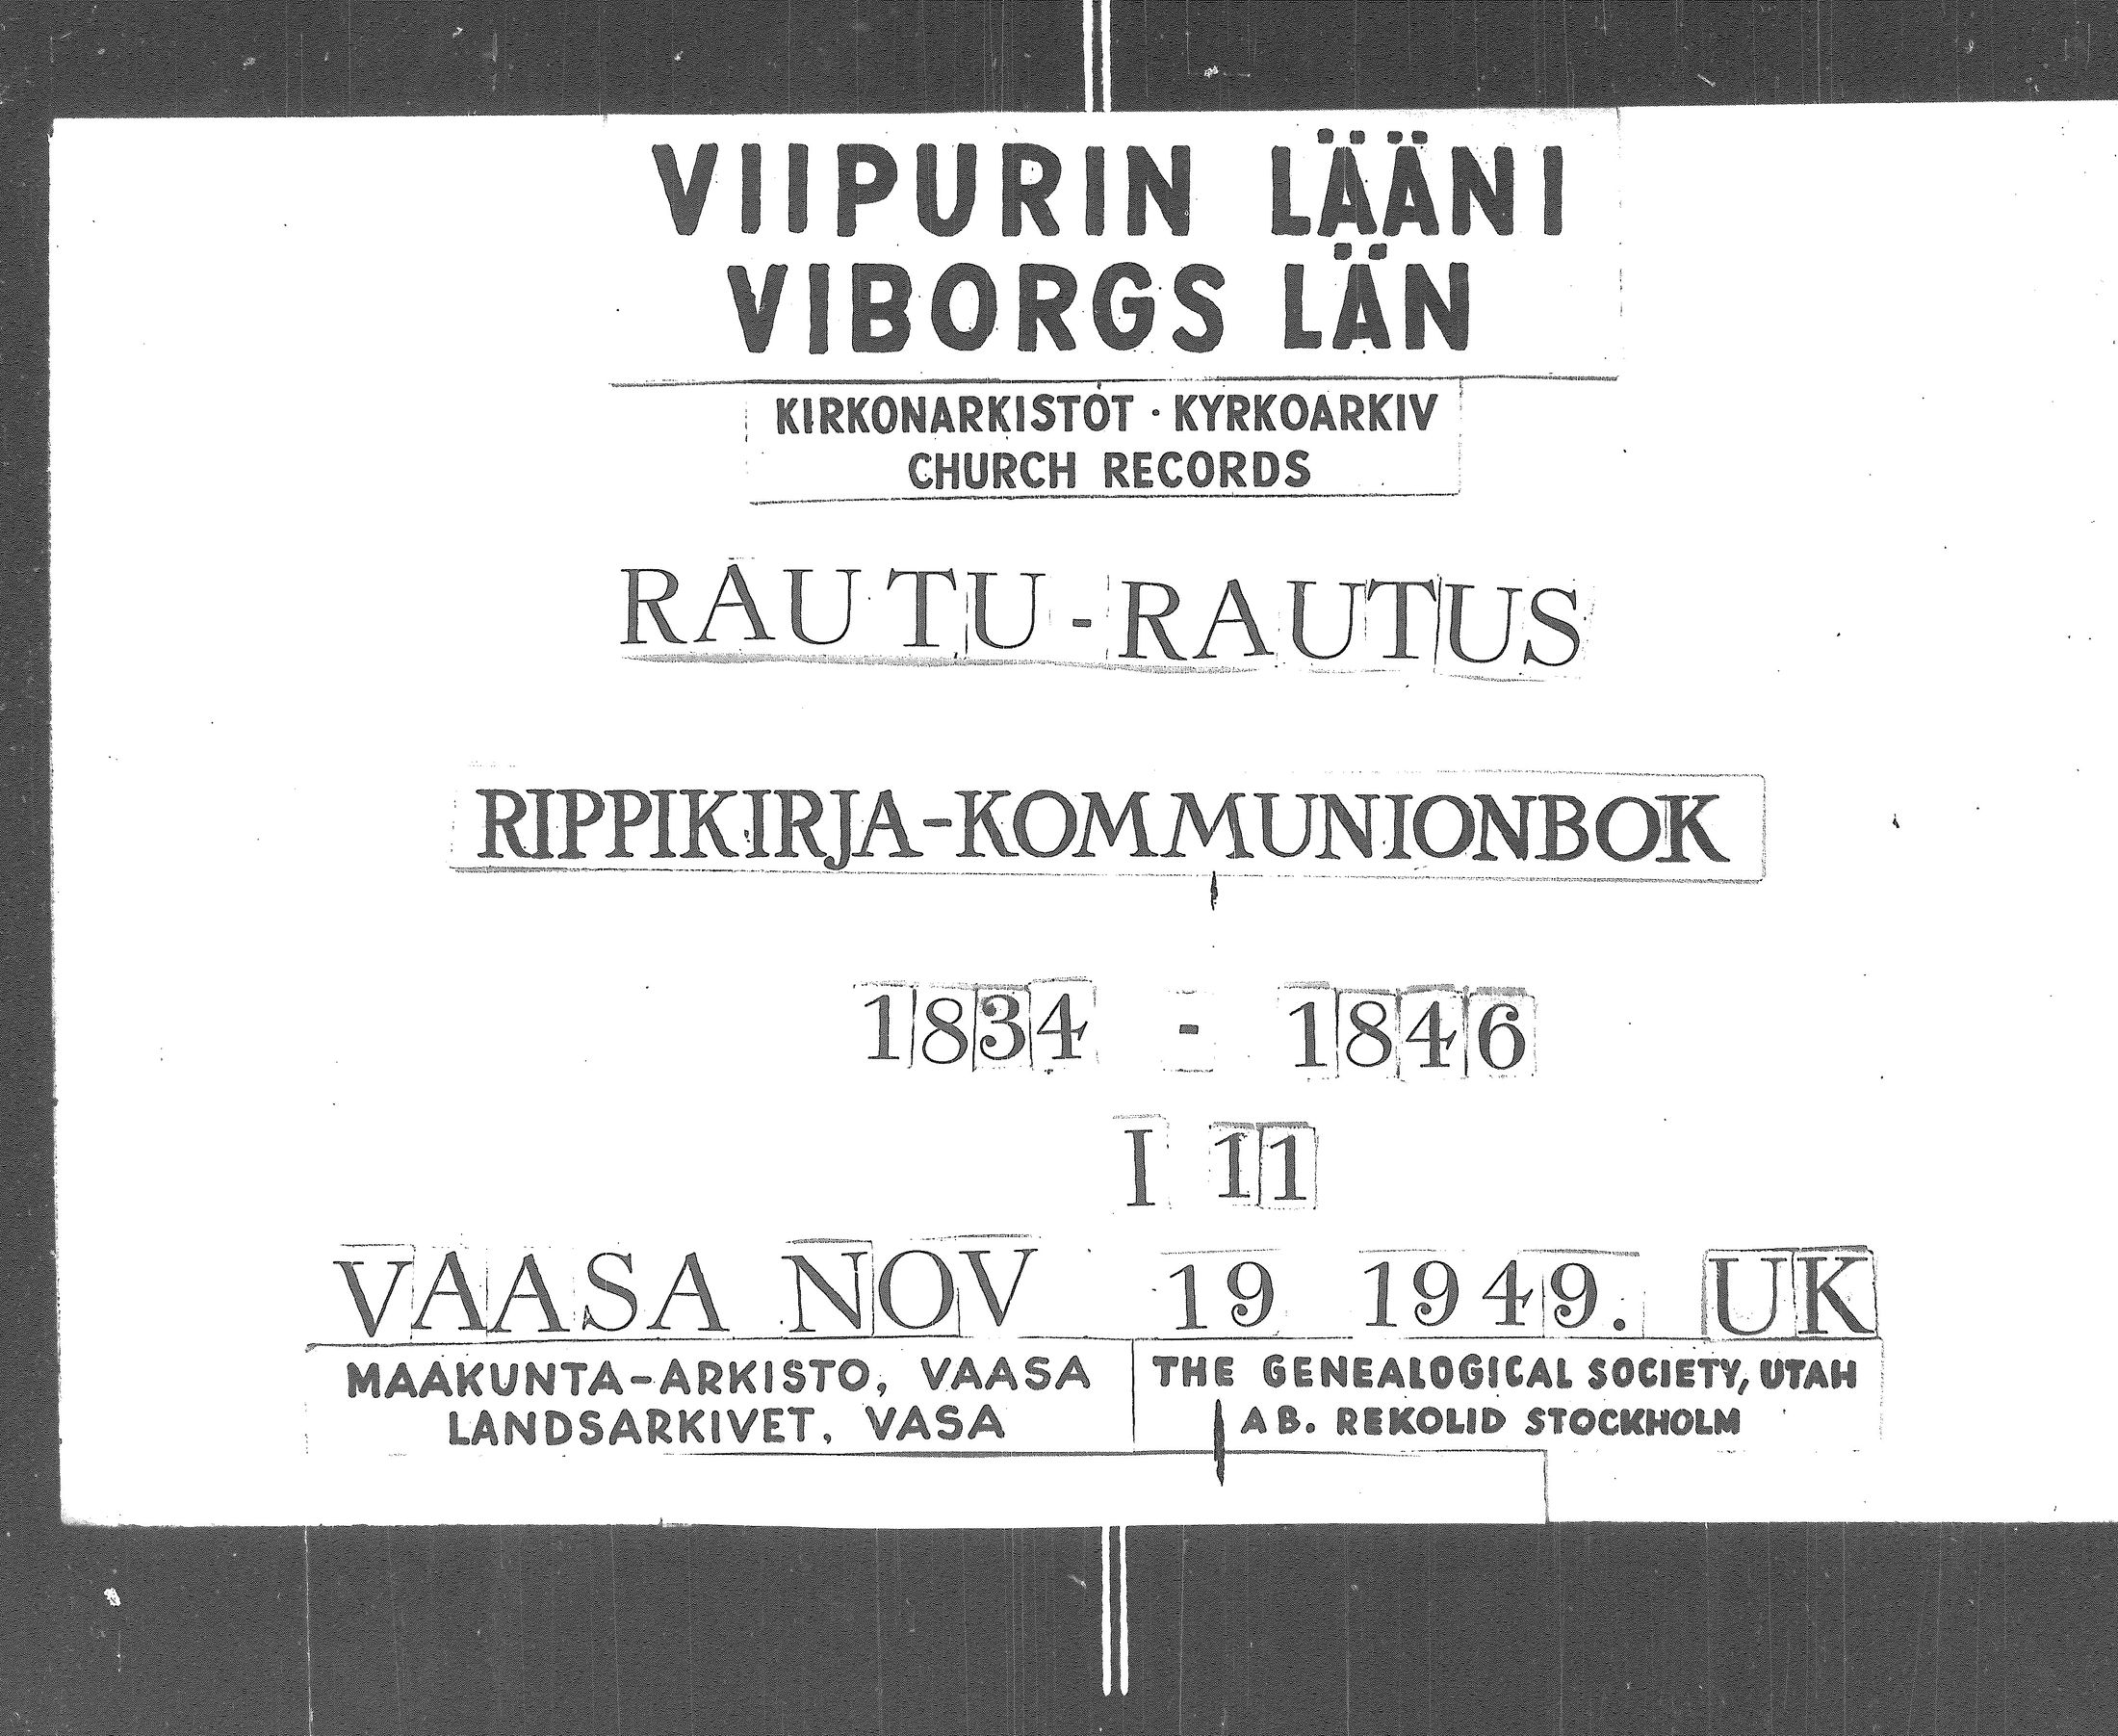 VIIPURIN LÄÄNI
VIBORGS LÄN
KIRKONARKISTOT · KYRKOARKIV
CHURCH RECORDS
RAUTU-RAUTUS
RIPPIKIRJA-KOMMUNIONBOK
1834 - 1846
I 11
VAASA NOV 19 1949. UK
MAAKUNTA-ARKISTO, VAASA
LANDSARKIVET, VASA
THE GENEALOGICAL SOCIETY, UTAH
AB. REKOLID STOCKHOLM